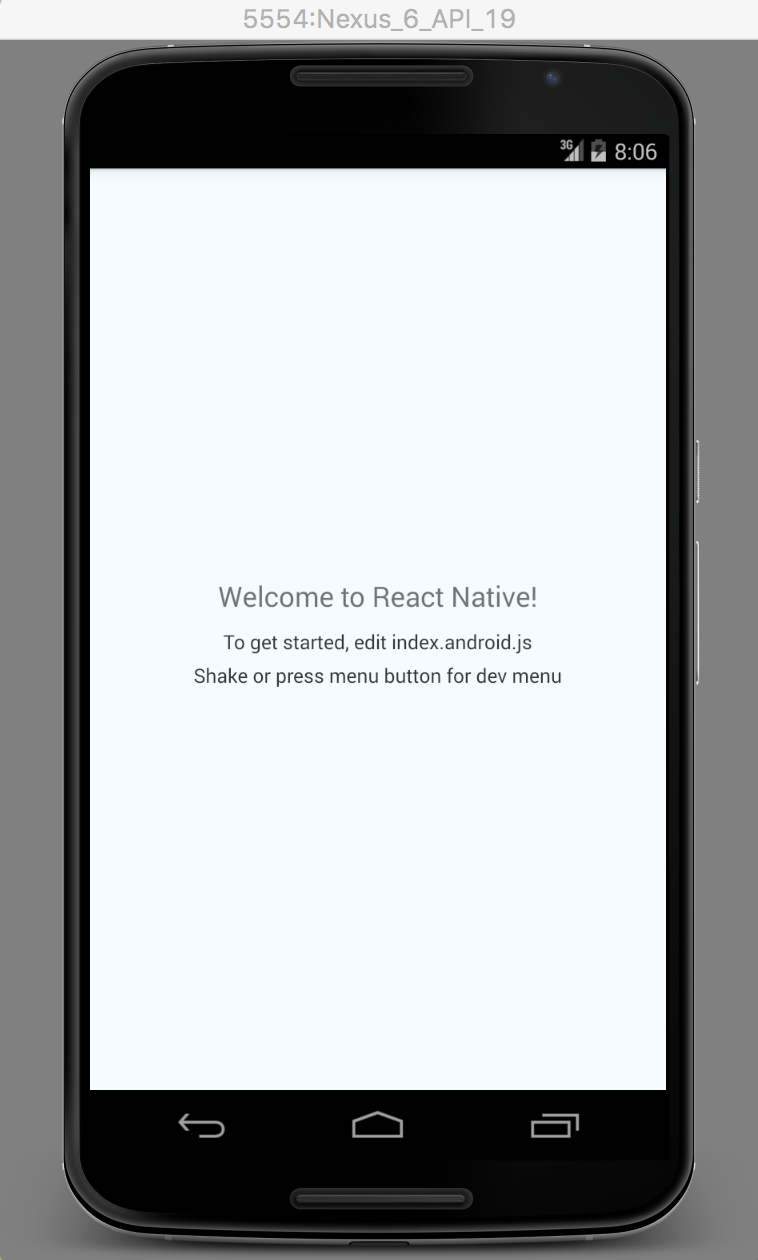 5554:Nexus_6_API_19
3G 8:06
Welcome to React Native!
To get started, edit index.android.js
Shake or press menu button for dev menu